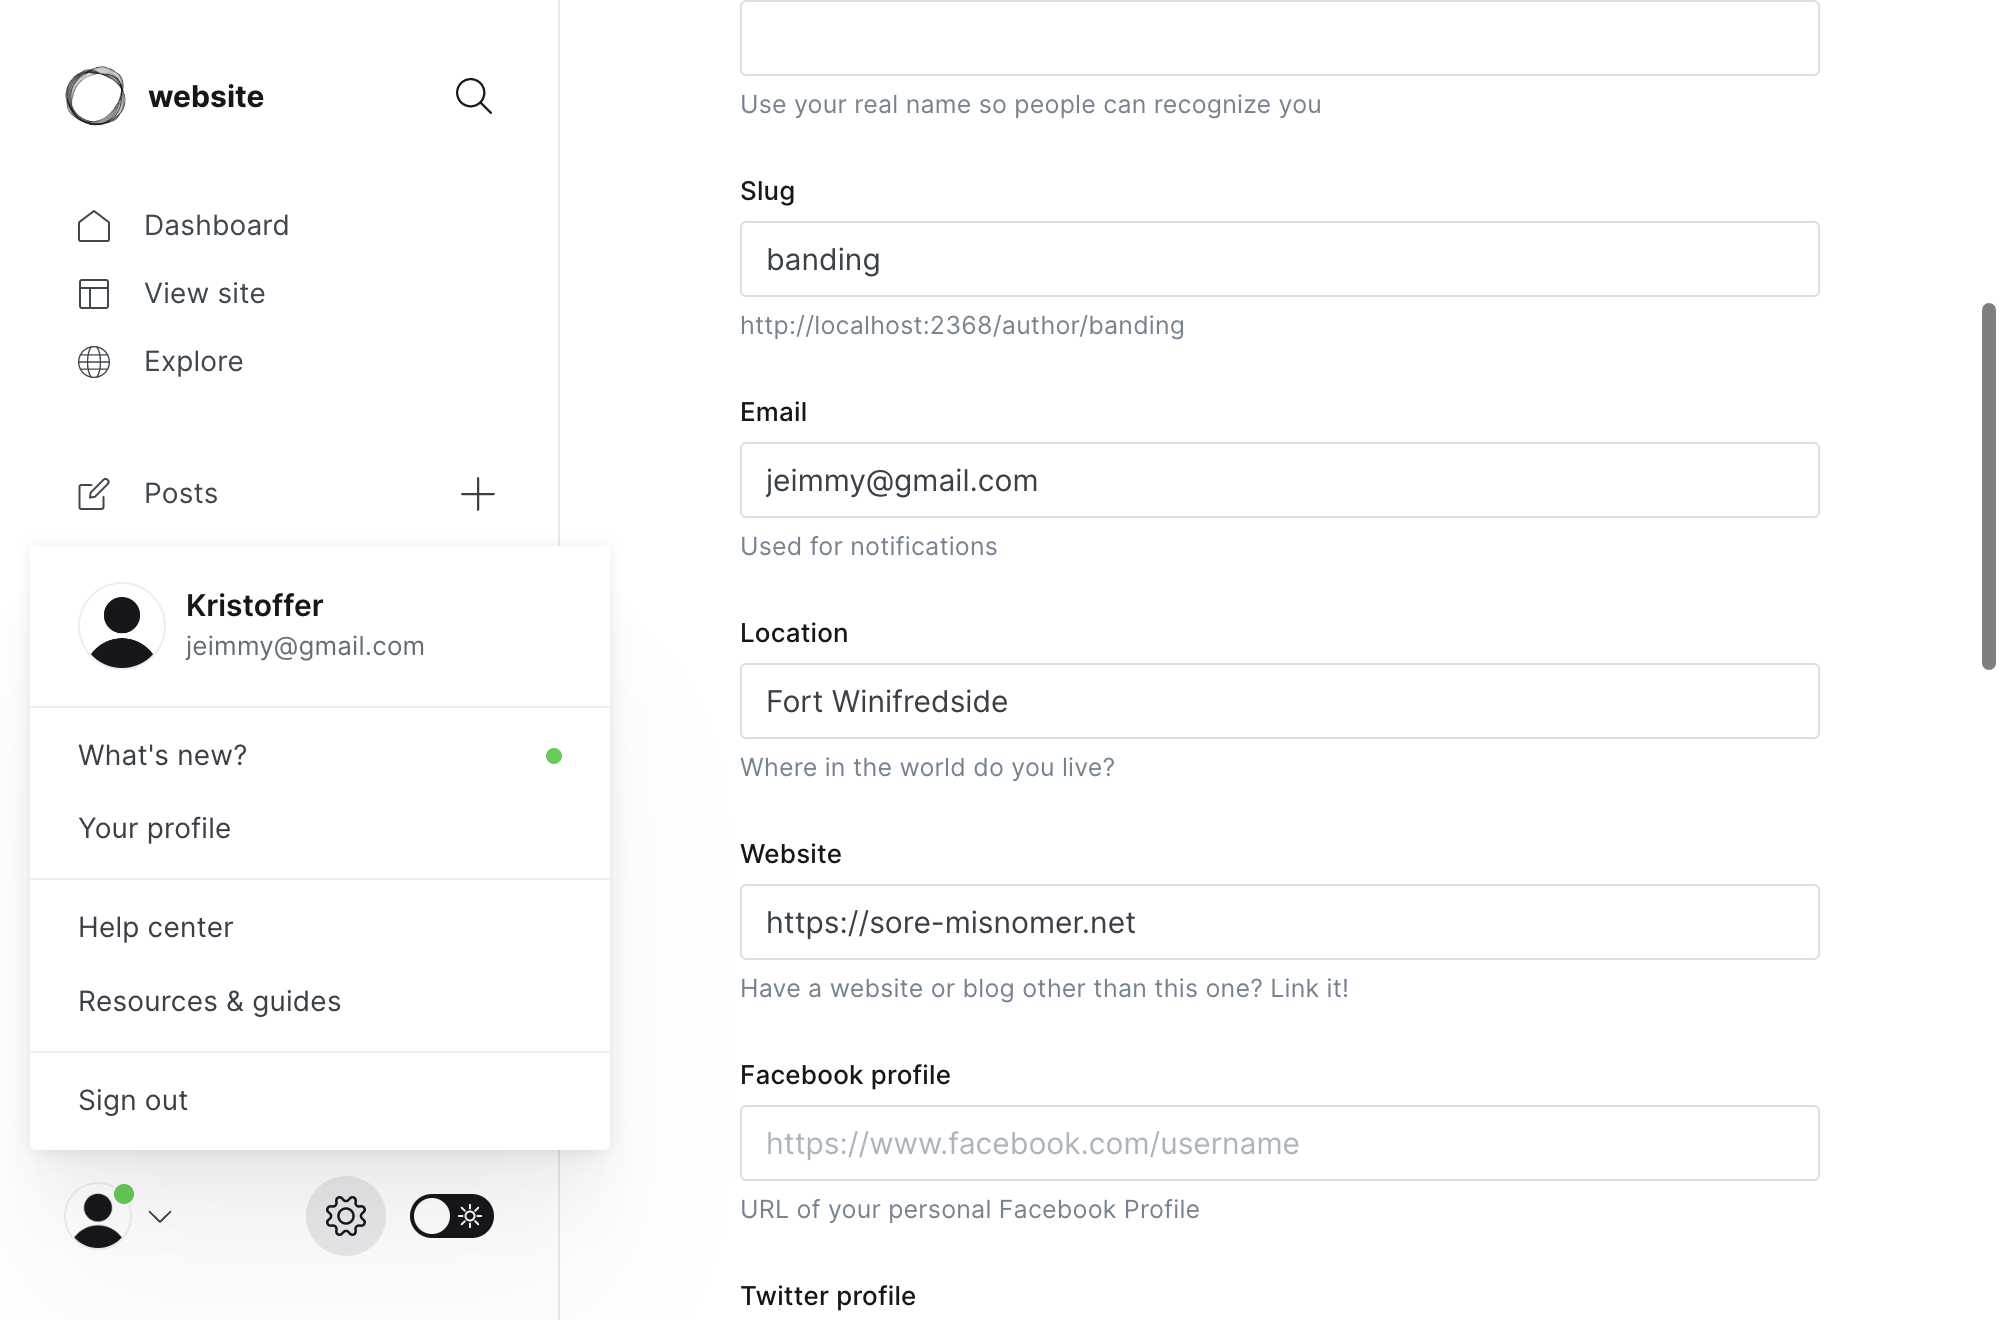 website
Dashboard
View site
Explore
Posts
Kristoffer
jeimmy@gmail.com
What's new?
Your profile
Help center
Resources & guides
Sign out
Use your real name so people can recognize you
Slug
banding
http://localhost:2368/author/banding
Email
jeimmy@gmail.com
Used for notifications
Location
Fort Winifredside
Where in the world do you live?
Website
https://sore-misnomer.net
Have a website or blog other than this one? Link it!
Facebook profile
https://www.facebook.com/username
URL of your personal Facebook Profile
Twitter profile